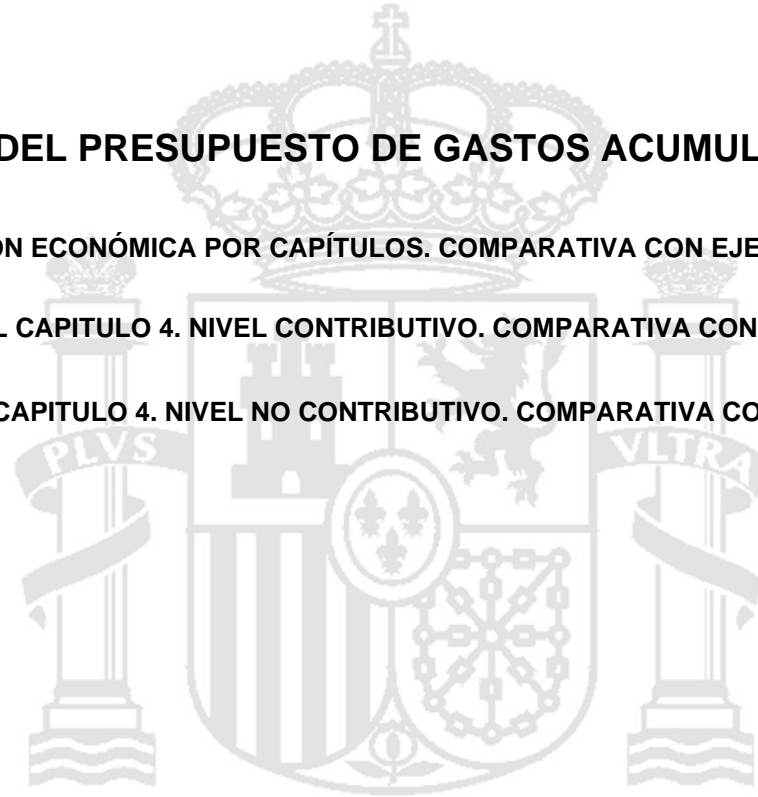 DEL PRESUPUESTO DE GASTOS ACUMUL
ÓN ECONÓMICA POR CAPÍTULOS. COMPARATIVA CON EJE
L CAPITULO 4. NIVEL CONTRIBUTIVO. COMPARATIVA CON
CAPITULO 4. NIVEL NO CONTRIBUTIVO. COMPARATIVA CO
PLVS
VLTRA